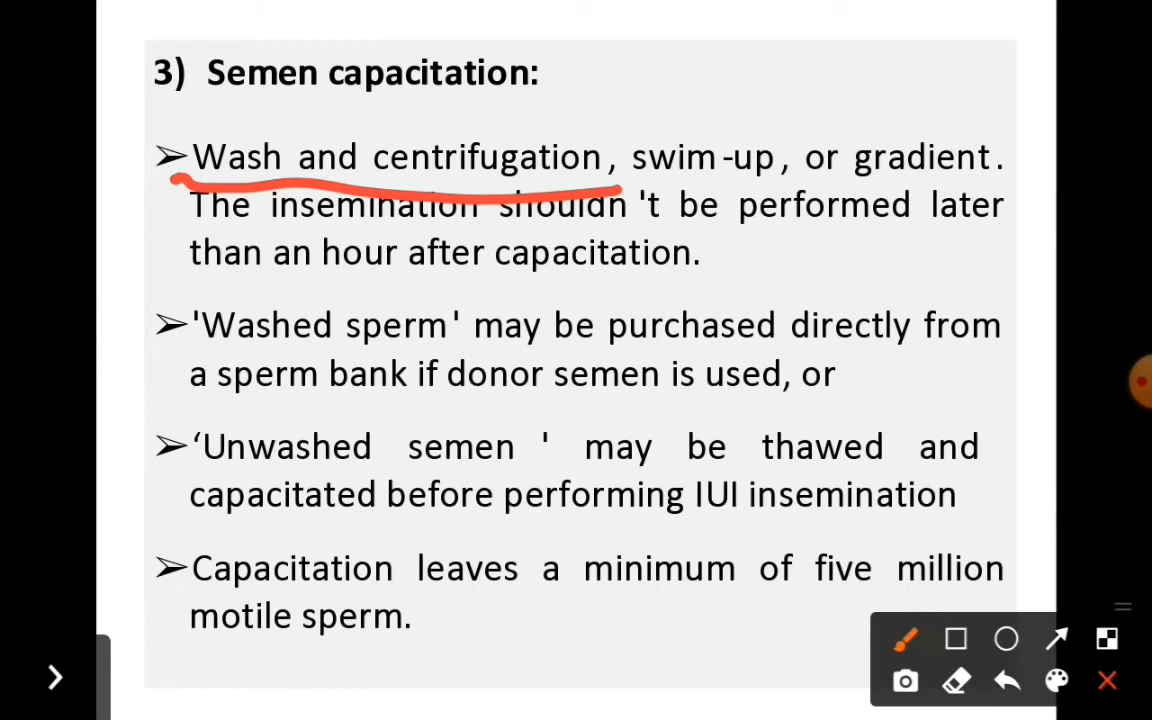 3) Semen capacitation:
➢Wash and centrifugation, swim-up, or gradient.
The insemination shouldn 't be performed later
than an hour after capacitation.
➢'Washed sperm' may be purchased directly from
a sperm bank if donor semen is used, or
➢‘Unwashed semen ' may be thawed and
capacitated before performing IUI insemination
➢Capacitation leaves a minimum of five million
motile sperm.